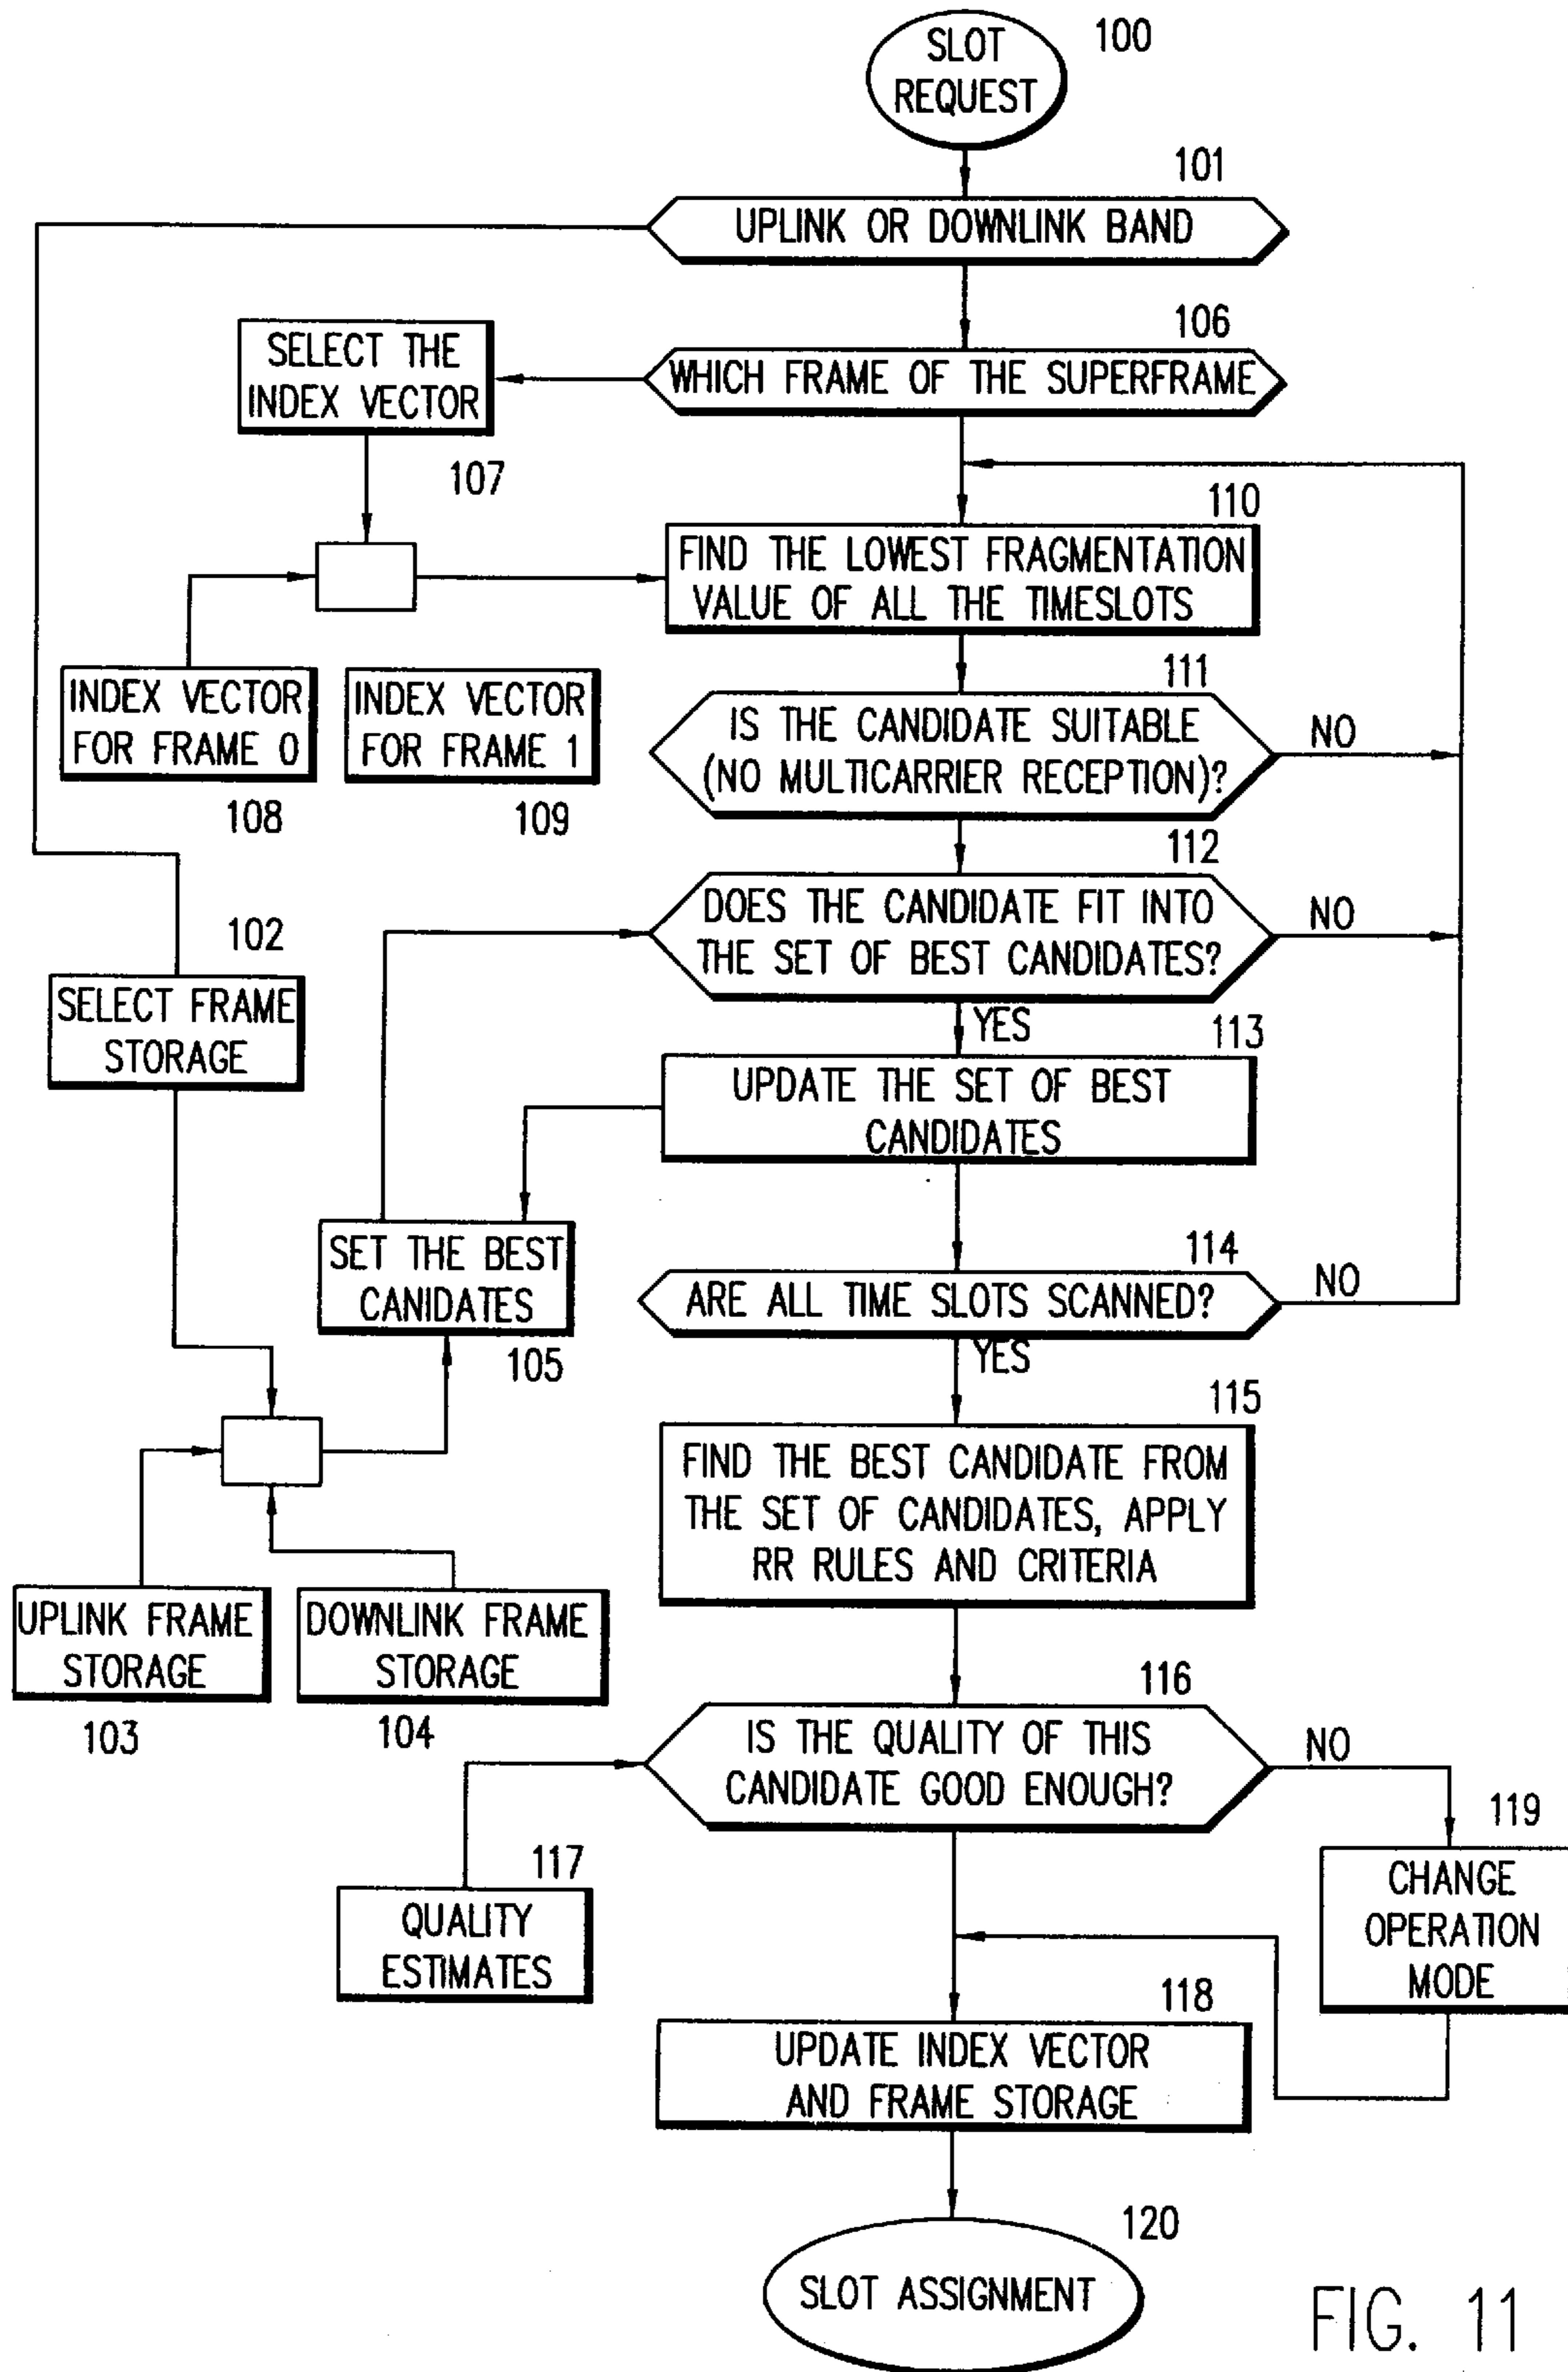 SLOT
REQUEST
100
101
UPLINK OR DOWNLINK BAND
106
WHICH FRAME OF THE SUPERFRAME
SELECT THE
INDEX VECTOR
107
110
FIND THE LOWEST FRAGMENTATION
VALUE OF ALL THE TIMESLOTS
INDEX VECTOR
FOR FRAME 0
108
INDEX VECTOR
FOR FRAME 1
109
111
IS THE CANDIDATE SUITABLE
(NO MULTICARRIER RECEPTION)?
NO
112
DOES THE CANDIDATE FIT INTO
THE SET OF BEST CANDIDATES?
NO
YES
102
SELECT FRAME
STORAGE
113
UPDATE THE SET OF BEST
CANDIDATES
SET THE BEST
CANIDATES
105
114
ARE ALL TIME SLOTS SCANNED?
NO
YES
115
FIND THE BEST CANDIDATE FROM
THE SET OF CANDIDATES, APPLY
RR RULES AND CRITERIA
UPLINK FRAME
STORAGE
103
DOWNLINK FRAME
STORAGE
104
116
IS THE QUALITY OF THIS
CANDIDATE GOOD ENOUGH?
NO
117
QUALITY
ESTIMATES
119
CHANGE
OPERATION
MODE
118
UPDATE INDEX VECTOR
AND FRAME STORAGE
120
SLOT ASSIGNMENT
FIG. 11